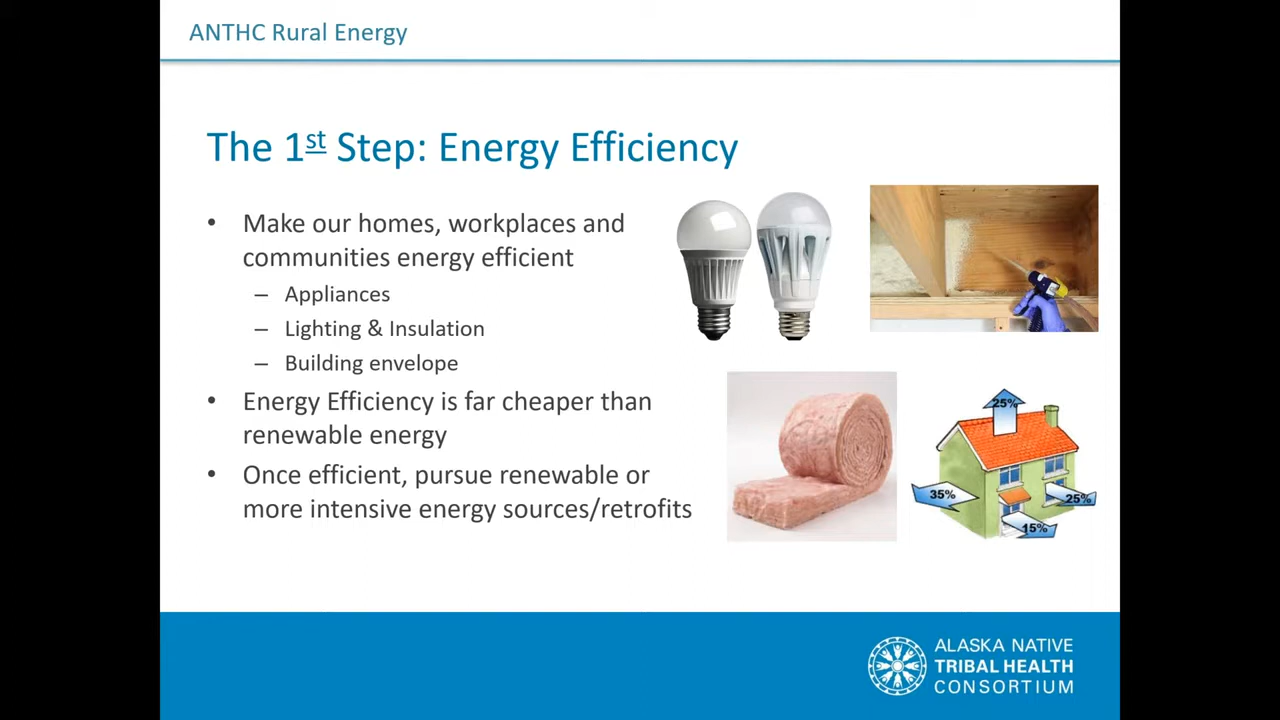 ANTHC Rural Energy
The 1st Step: Energy Efficiency
• Make our homes, workplaces and
communities energy efficient
– Appliances
– Lighting & Insulation
– Building envelope
• Energy Efficiency is far cheaper than
renewable energy
• Once efficient, pursue renewable or
more intensive energy sources/retrofits
25%
35%
25%
15%
ALASKA NATIVE
TRIBAL HEALTH
CONSORTIUM